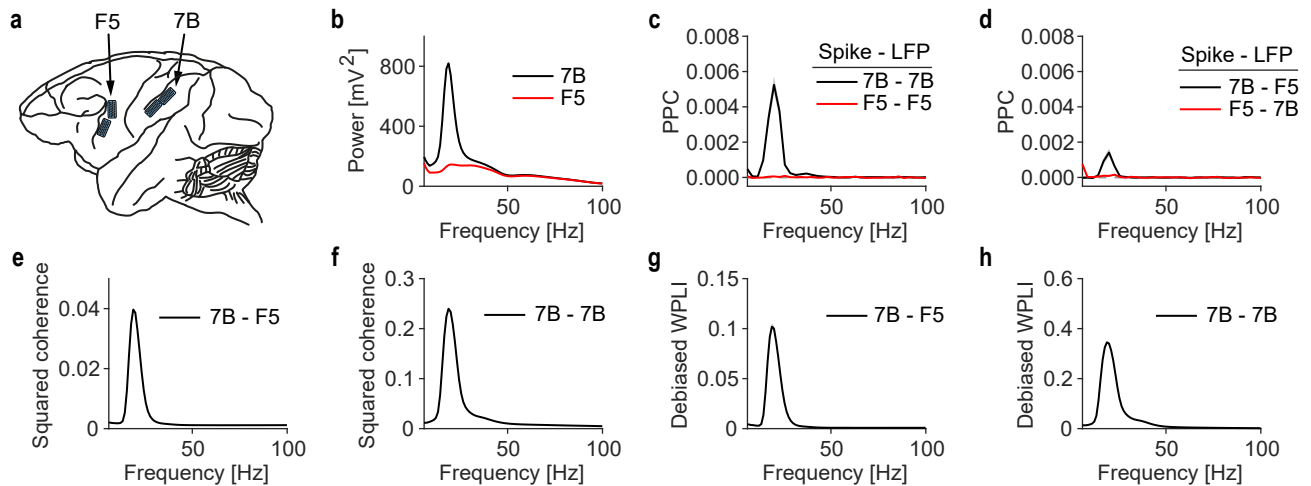 a
F5
7B
b
Power [mV²]
800
400
0
50
100
Frequency [Hz]
7B
F5
c
PPC
0.008
0.006
0.004
0.002
0.000
50
100
Frequency [Hz]
Spike - LFP
7B - 7B
F5 - F5
d
PPC
0.008
0.006
0.004
0.002
0.000
50
100
Frequency [Hz]
Spike - LFP
7B - F5
F5 - 7B
e
Squared coherence
0.04
0.02
0
50
100
Frequency [Hz]
7B - F5
f
Squared coherence
0.3
0.2
0.1
0
50
100
Frequency [Hz]
7B - 7B
g
Debiased WPLI
0.15
0.1
0.05
0
50
100
Frequency [Hz]
7B - F5
h
Debiased WPLI
0.6
0.4
0.2
0
50
100
Frequency [Hz]
7B - 7B